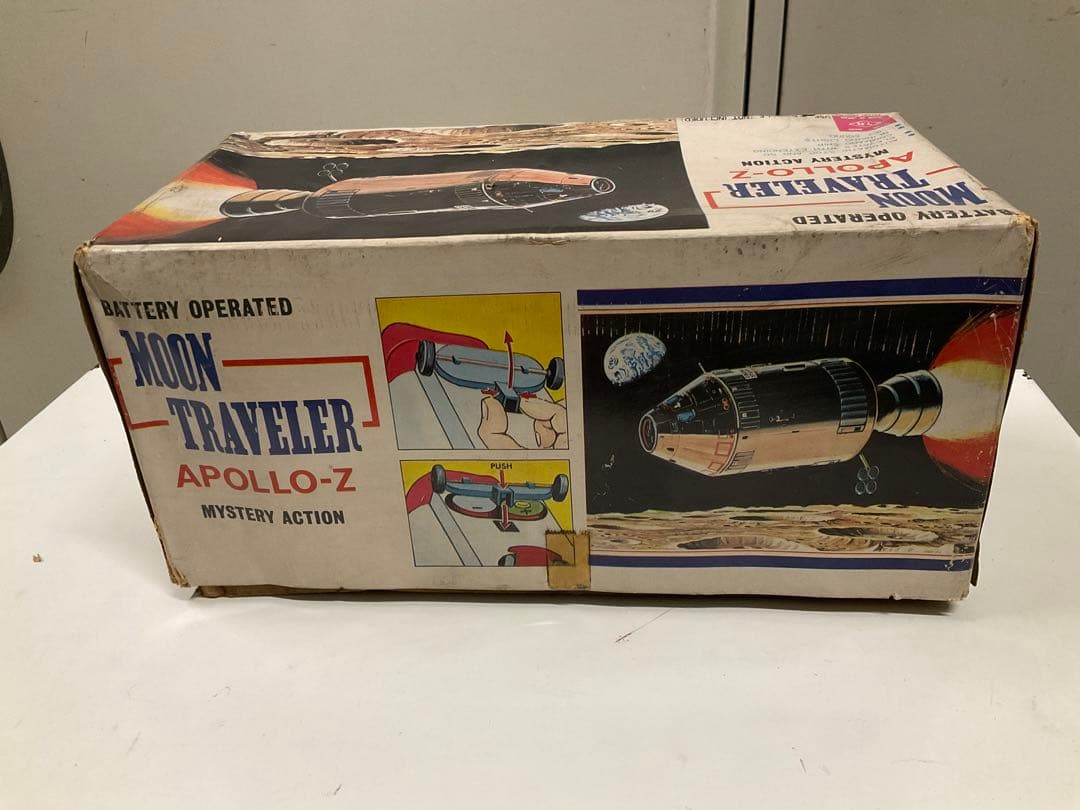 BATTERY OPERATED
MOON
TRAVELER
APOLLO-Z
MYSTERY ACTION
PUSH
BATTERY OPERATED
MOON
TRAVELER
APOLLO-Z
MYSTERY ACTION